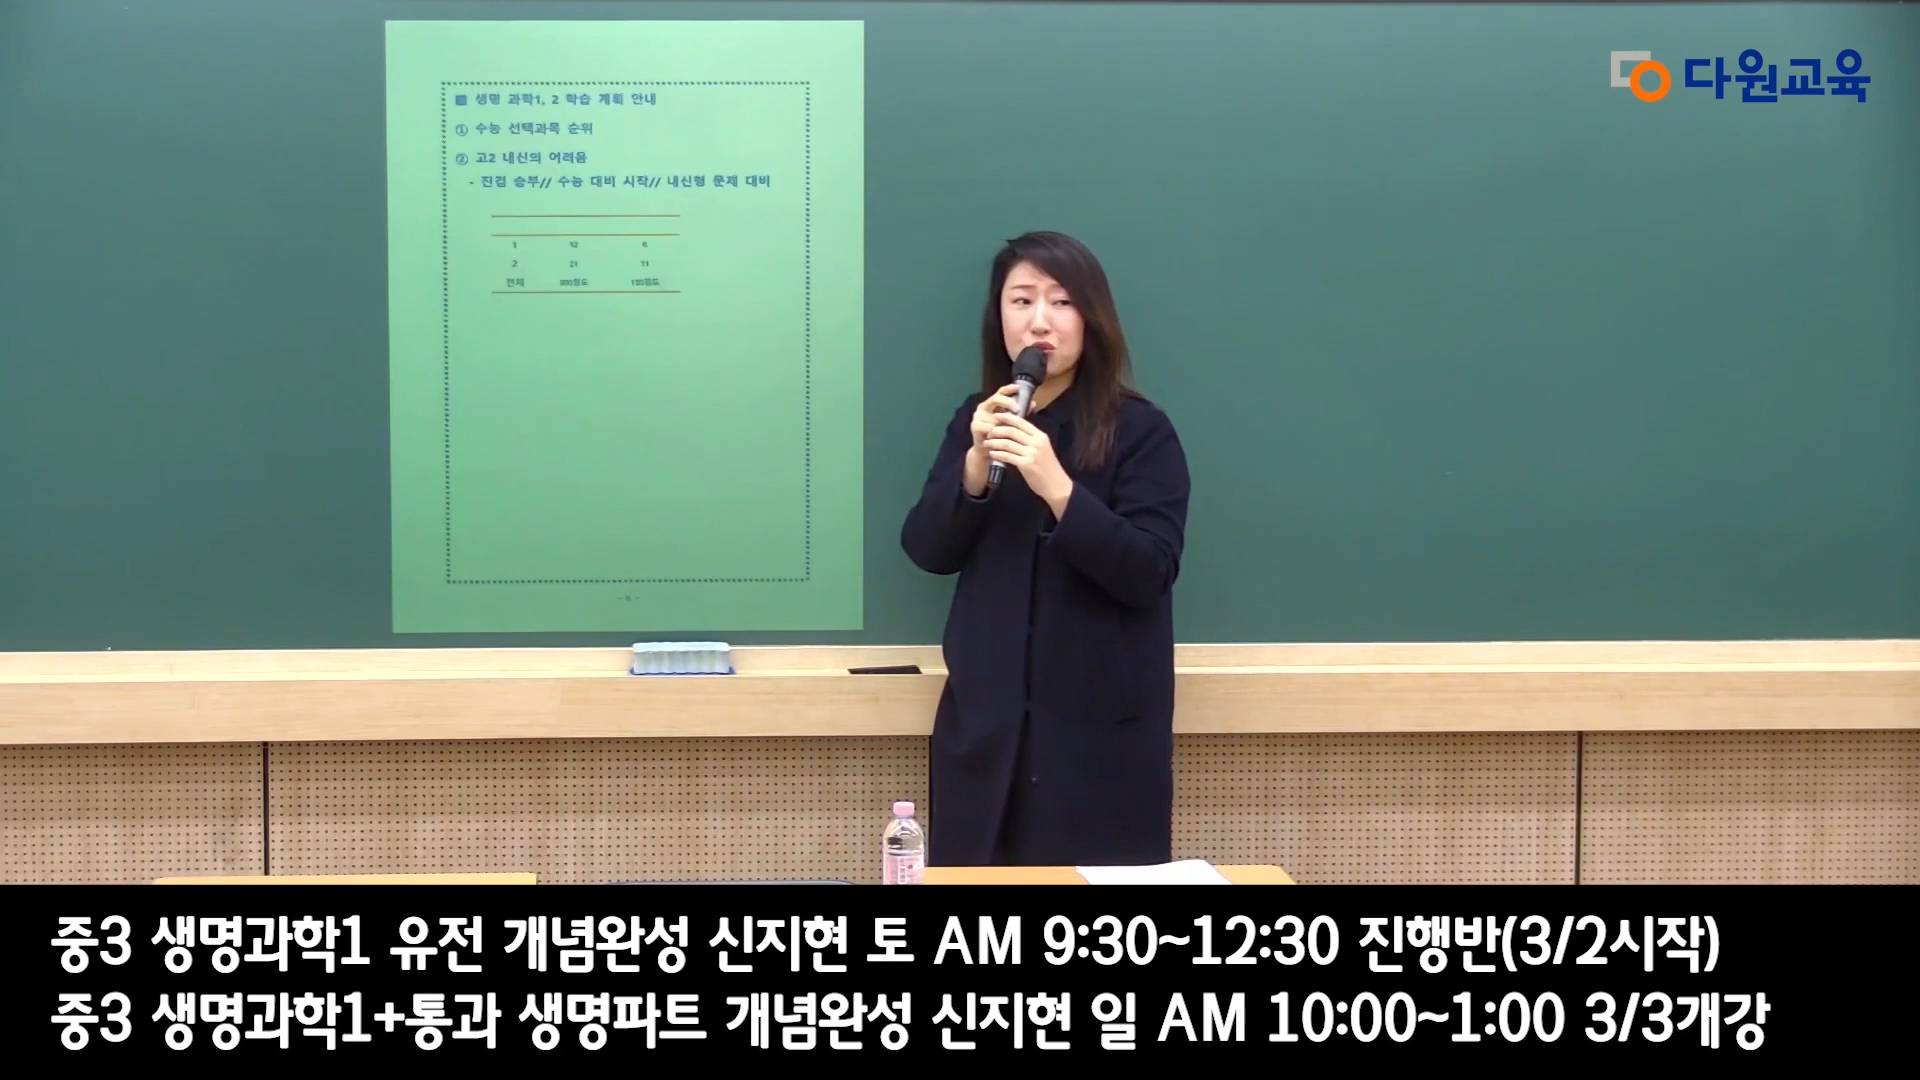 다원교육
■ 생명 과학1, 2 학습 계획 안내
① 수능 선택과목 순위
② 고2 내신의 어려움
- 진검 승부// 수능 대비 시작// 내신형 문제 대비
1 12 6
2 21 11
전체
- 6 -
중3 생명과학1 유전 개념완성 신지현 토 AM 9:30~12:30 진행반(3/2시작)
중3 생명과학1+통과 생명파트 개념완성 신지현 일 AM 10:00~1:00 3/3개강